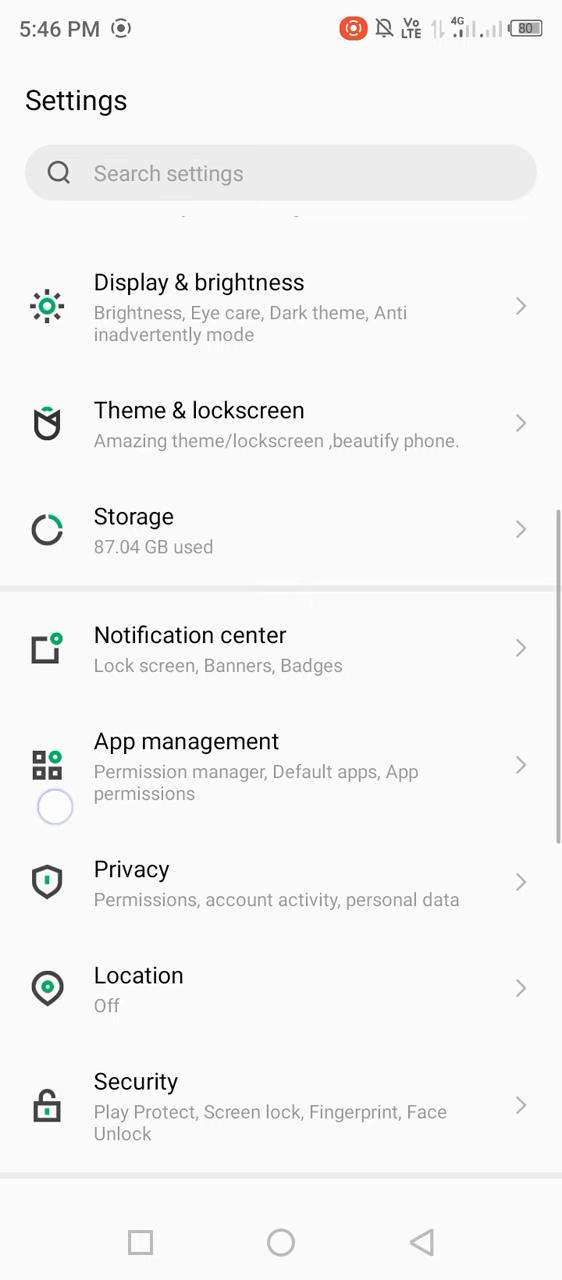 5:46 PM
Vo
LTE
4G
80
Settings
Search settings
Display & brightness
Brightness, Eye care, Dark theme, Anti
inadvertently mode
Theme & lockscreen
Amazing theme/lockscreen ,beautify phone.
Storage
87.04 GB used
Notification center
Lock screen, Banners, Badges
App management
Permission manager, Default apps, App
permissions
Privacy
Permissions, account activity, personal data
Location
Off
Security
Play Protect, Screen lock, Fingerprint, Face
Unlock